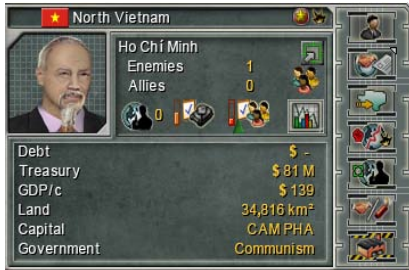 North Vietnam
Ho Chí Minh
Enemies 1
Allies 0
0
Debt $ -
Treasury $ 81 M
GDP/c $ 139
Land 34,816 km²
Capital CAM PHA
Government Communism